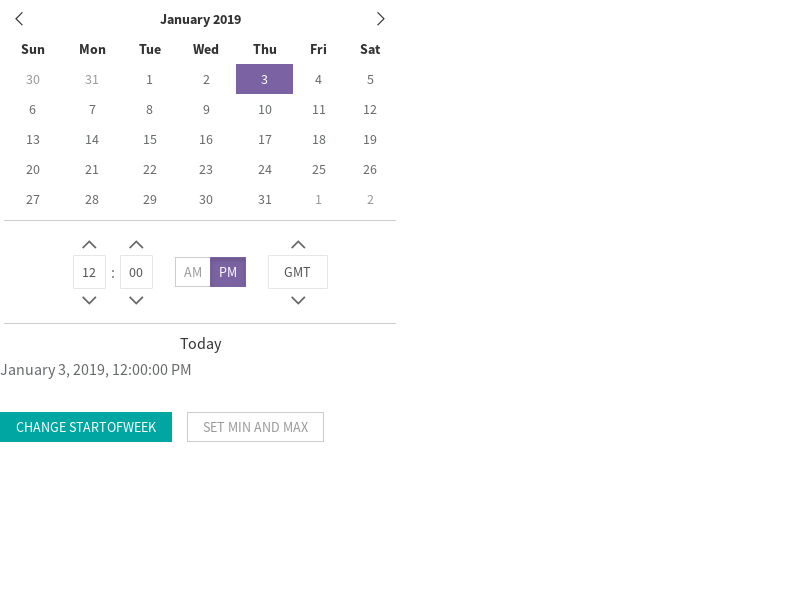 January 2019
Sun Mon Tue Wed Thu Fri Sat
30 31 1 2 3 4 5
6 7 8 9 10 11 12
13 14 15 16 17 18 19
20 21 22 23 24 25 26
27 28 29 30 31 1 2
12 : 00 AM PM GMT
Today
January 3, 2019, 12:00:00 PM
CHANGE STARTOFWEEK SET MIN AND MAX